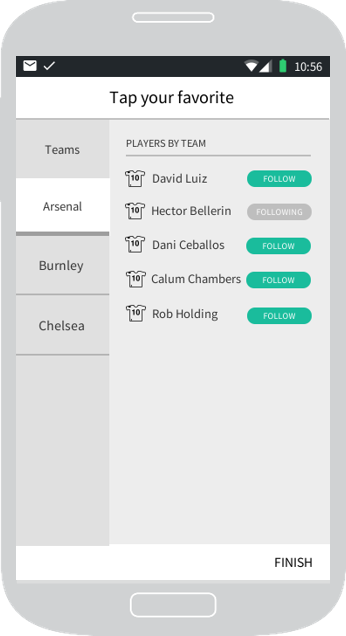 10:56
Tap your favorite
Teams
Arsenal
Burnley
Chelsea
PLAYERS BY TEAM
10 David Luiz FOLLOW
10 Hector Bellerin FOLLOWING
10 Dani Ceballos FOLLOW
10 Calum Chambers FOLLOW
10 Rob Holding FOLLOW
FINISH